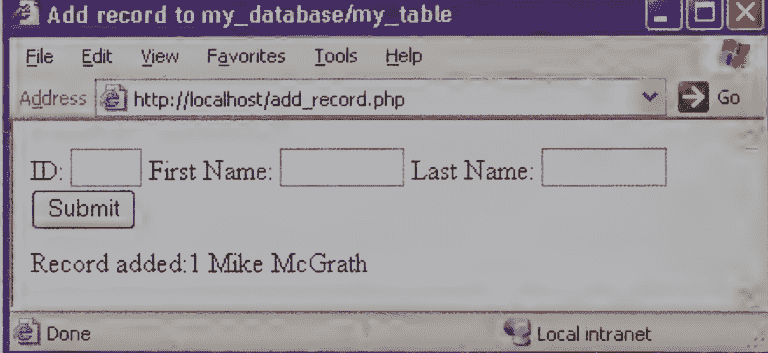 Add record to my_database/my_table
File Edit View Favorites Tools Help
Address http://localhost/add_record.php Go
ID: First Name: Last Name:
Submit
Record added:1 Mike McGrath
Done Local intranet